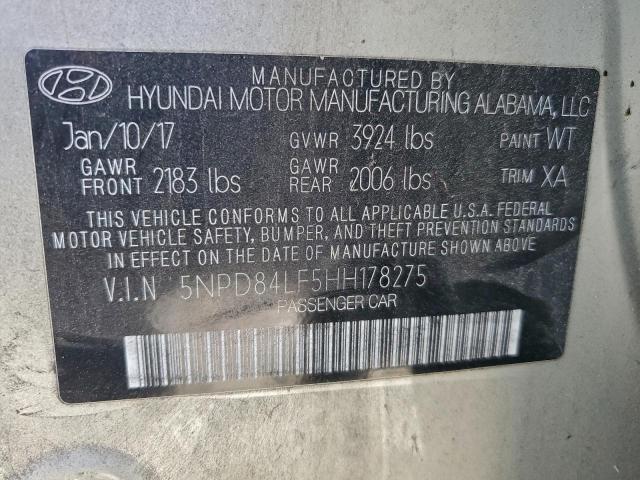 MANUFACTURED BY
HYUNDAI MOTOR MANUFACTURING ALABAMA, LLC
Jan/10/17 GVWR 3924 lbs PAINT WT
GAWR FRONT 2183 lbs GAWR REAR 2006 lbs TRIM XA
THIS VEHICLE CONFORMS TO ALL APPLICABLE U.S.A. FEDERAL
MOTOR VEHICLE SAFETY, BUMPER, AND THEFT PREVENTION STANDARDS
IN EFFECT ON THE DATE OF MANUFACTURE SHOWN ABOVE.
V.I.N 5NPD84LF5HH178275
PASSENGER CAR